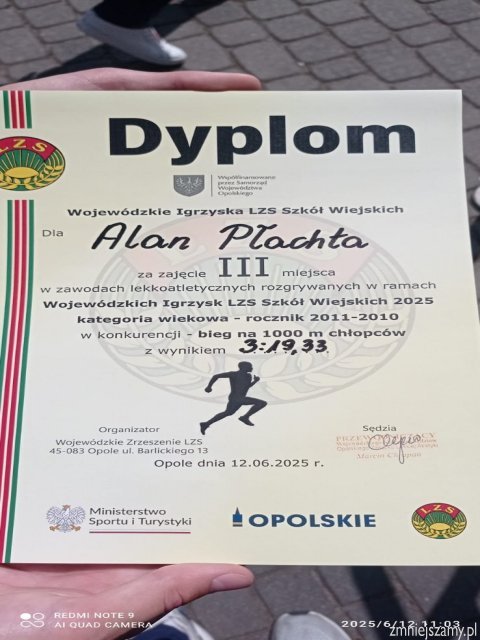 LZS
Dyplom
Współfinansowane
przez Samorząd
Województwa
Opolskiego
Wojewódzkie Igrzyska LZS Szkół Wiejskich
Dla Alan Płachta
za zajęcie III miejsca
w zawodach lekkoatletycznych rozgrywanych w ramach
Wojewódzkich Igrzysk LZS Szkół Wiejskich 2025
kategoria wiekowa - rocznik 2011-2010
w konkurencji - bieg na 1000 m chłopców
z wynikiem 3:19,33
Organizator
Wojewódzkie Zrzeszenie LZS
45-083 Opole ul. Barlickiego 13
Sędzia
PRZEWODNICZĄCY
Opole dnia 12.06.2025 r.
Ministerstwo
Sportu i Turystyki
OPOLSKIE
LZS
REDMI NOTE 9
AI QUAD CAMERA
2025/6/12 11:03
zmniejszamy.pl